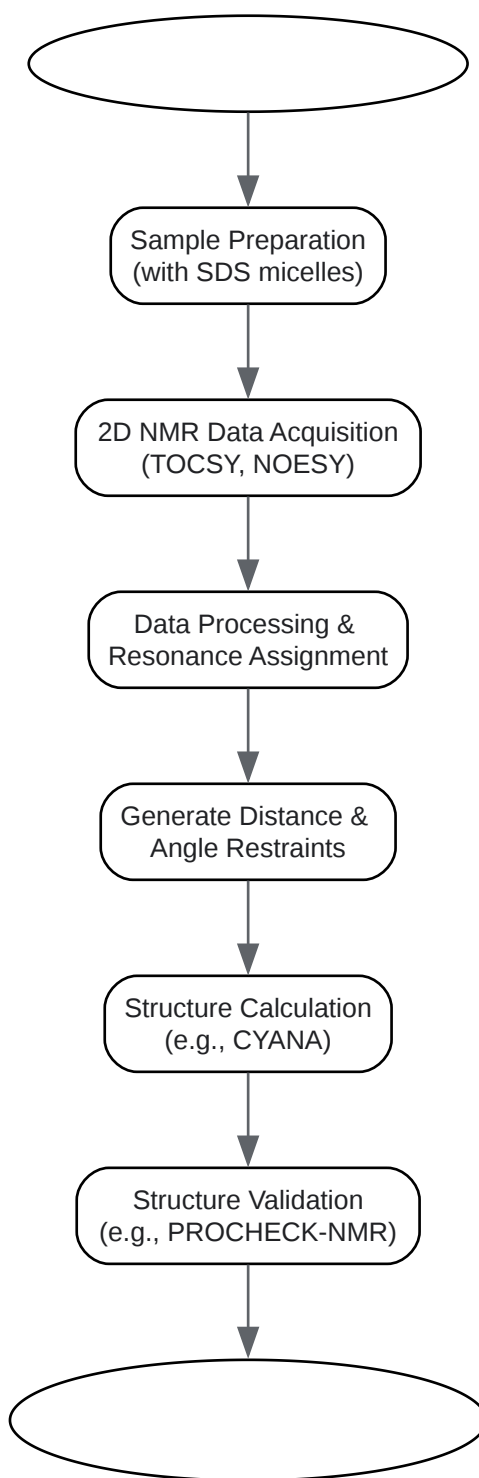 Sample Preparation
(with SDS micelles)
2D NMR Data Acquisition
(TOCSY, NOESY)
Data Processing &
Resonance Assignment
Generate Distance &
Angle Restraints
Structure Calculation
(e.g., CYANA)
Structure Validation
(e.g., PROCHECK-NMR)